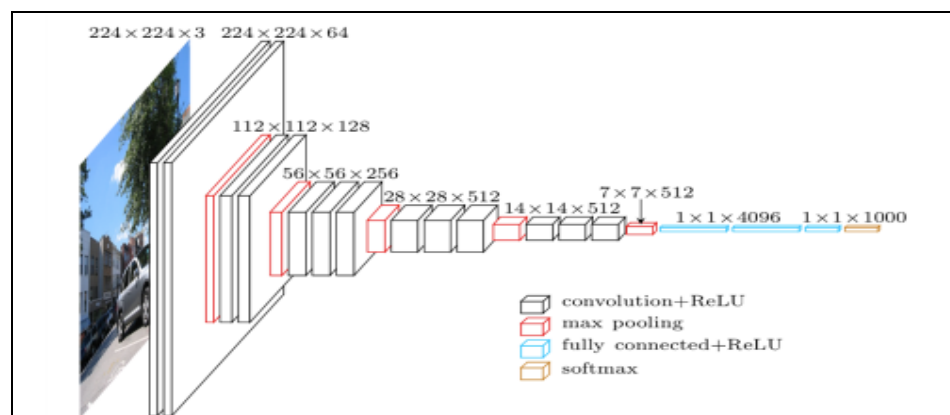 224×224×3
224×224×64
112×112×128
56×56×256
28×28×512
14×14×512
7×7×512
1×1×4096
1×1×1000
convolution+ReLU
max pooling
fully connected+ReLU
softmax